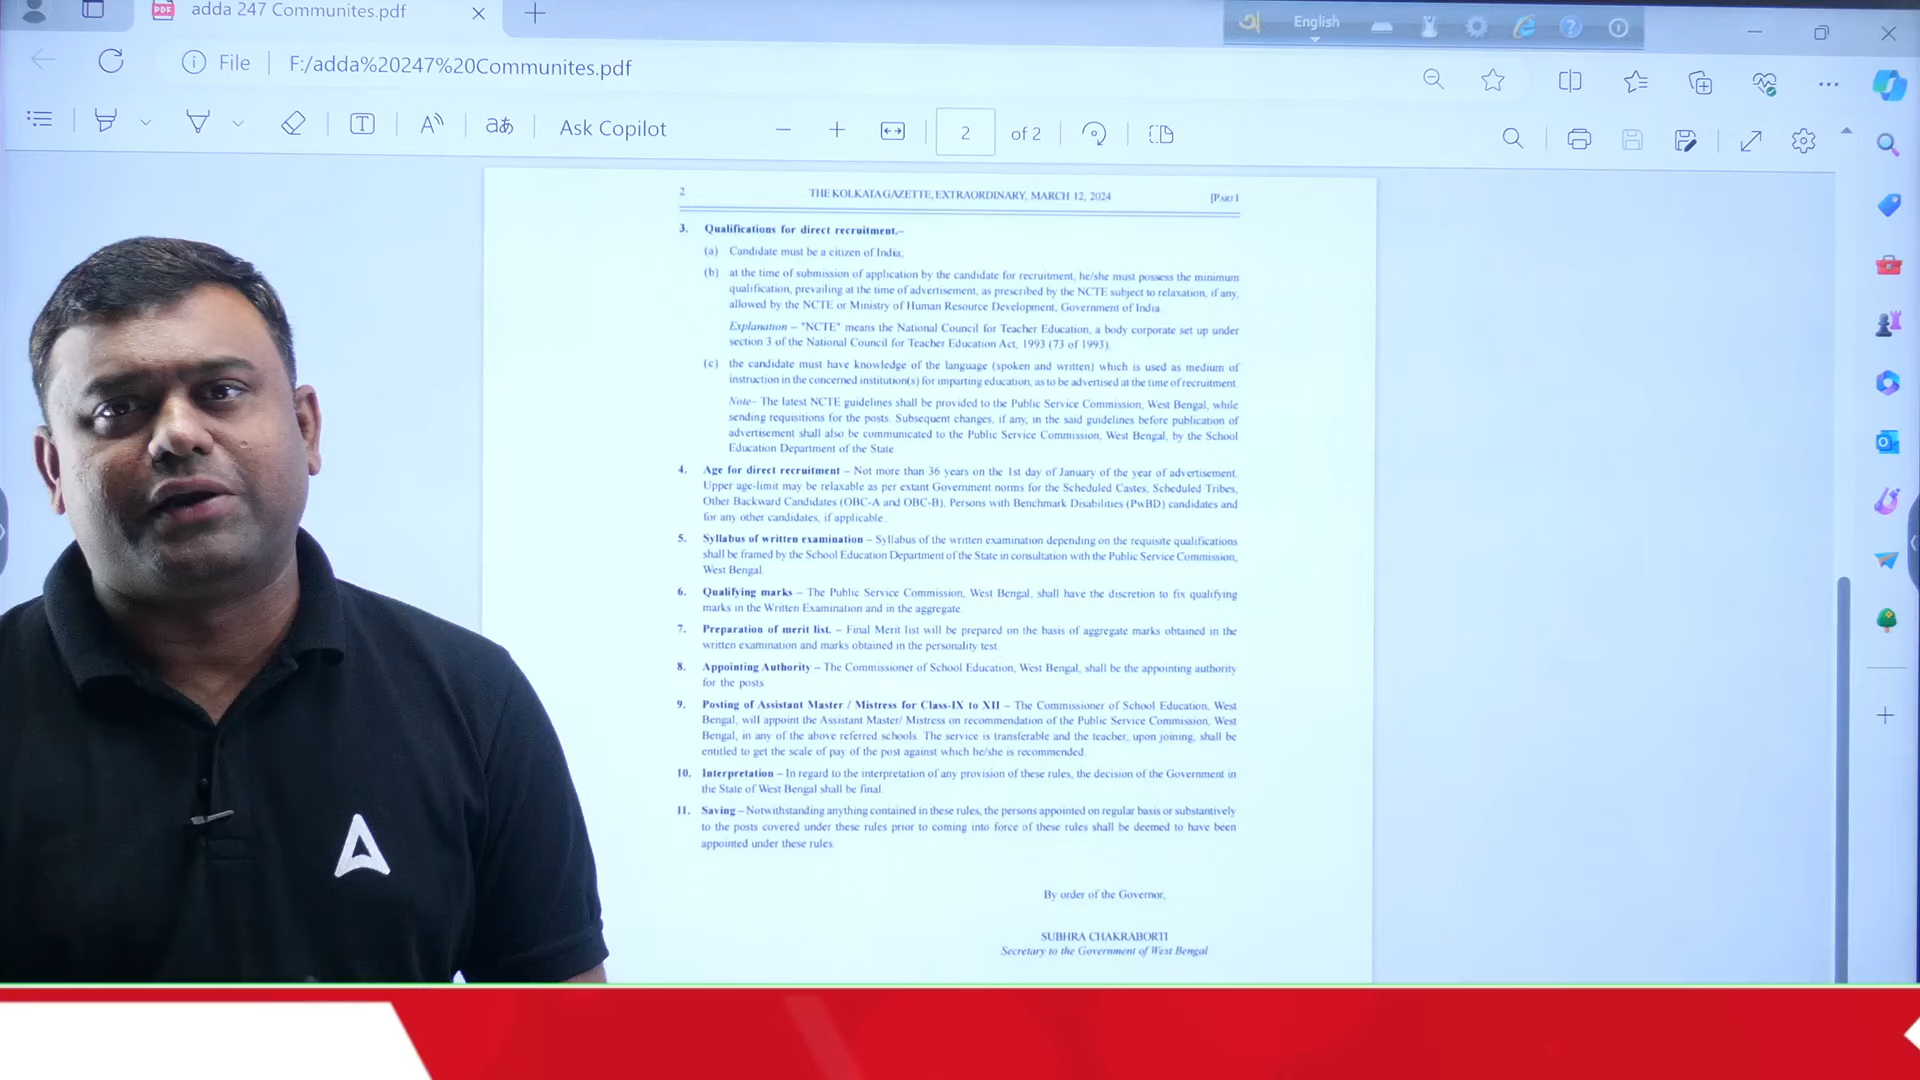 adda 247 Communites.pdf
English
File
F:/adda%20247%20Communites.pdf
Ask Copilot
2
of 2
2
THE KOLKATA GAZETTE, EXTRAORDINARY, MARCH 12, 2024
[PART I
3. Qualifications for direct recruitment.–
(a) Candidate must be a citizen of India;
(b) at the time of submission of application by the candidate for recruitment, he/she must possess the minimum
qualification, prevailing at the time of advertisement, as prescribed by the NCTE subject to relaxation, if any,
allowed by the NCTE or Ministry of Human Resource Development, Government of India.
Explanation – "NCTE" means the National Council for Teacher Education, a body corporate set up under
section 3 of the National Council for Teacher Education Act, 1993 (73 of 1993);
(c) the candidate must have knowledge of the language (spoken and written) which is used as medium of
instruction in the concerned institution(s) for imparting education, as to be advertised at the time of recruitment.
Note– The latest NCTE guidelines shall be provided to the Public Service Commission, West Bengal, while
sending requisitions for the posts. Subsequent changes, if any, in the said guidelines before publication of
advertisement shall also be communicated to the Public Service Commission, West Bengal, by the School
Education Department of the State
4. Age for direct recruitment – Not more than 36 years on the 1st day of January of the year of advertisement.
Upper age-limit may be relaxable as per extant Government norms for the Scheduled Castes, Scheduled Tribes,
Other Backward Candidates (OBC-A and OBC-B), Persons with Benchmark Disabilities (PwBD) candidates and
for any other candidates, if applicable.
5. Syllabus of written examination – Syllabus of the written examination depending on the requisite qualifications
shall be framed by the School Education Department of the State in consultation with the Public Service Commission,
West Bengal.
6. Qualifying marks – The Public Service Commission, West Bengal, shall have the discretion to fix qualifying
marks in the Written Examination and in the aggregate.
7. Preparation of merit list. – Final Merit list will be prepared on the basis of aggregate marks obtained in the
written examination and marks obtained in the personality test.
8. Appointing Authority – The Commissioner of School Education, West Bengal, shall be the appointing authority
for the posts.
9. Posting of Assistant Master / Mistress for Class-IX to XII – The Commissioner of School Education, West
Bengal, will appoint the Assistant Master/ Mistress on recommendation of the Public Service Commission, West
Bengal, in any of the above referred schools. The service is transferable and the teacher, upon joining, shall be
entitled to get the scale of pay of the post against which he/she is recommended.
10. Interpretation – In regard to the interpretation of any provision of these rules, the decision of the Government in
the State of West Bengal shall be final.
11. Saving – Notwithstanding anything contained in these rules, the persons appointed on regular basis or substantively
to the posts covered under these rules prior to coming into force of these rules shall be deemed to have been
appointed under these rules.
By order of the Governor,
SUBHRA CHAKRABORTI
Secretary to the Government of West Bengal